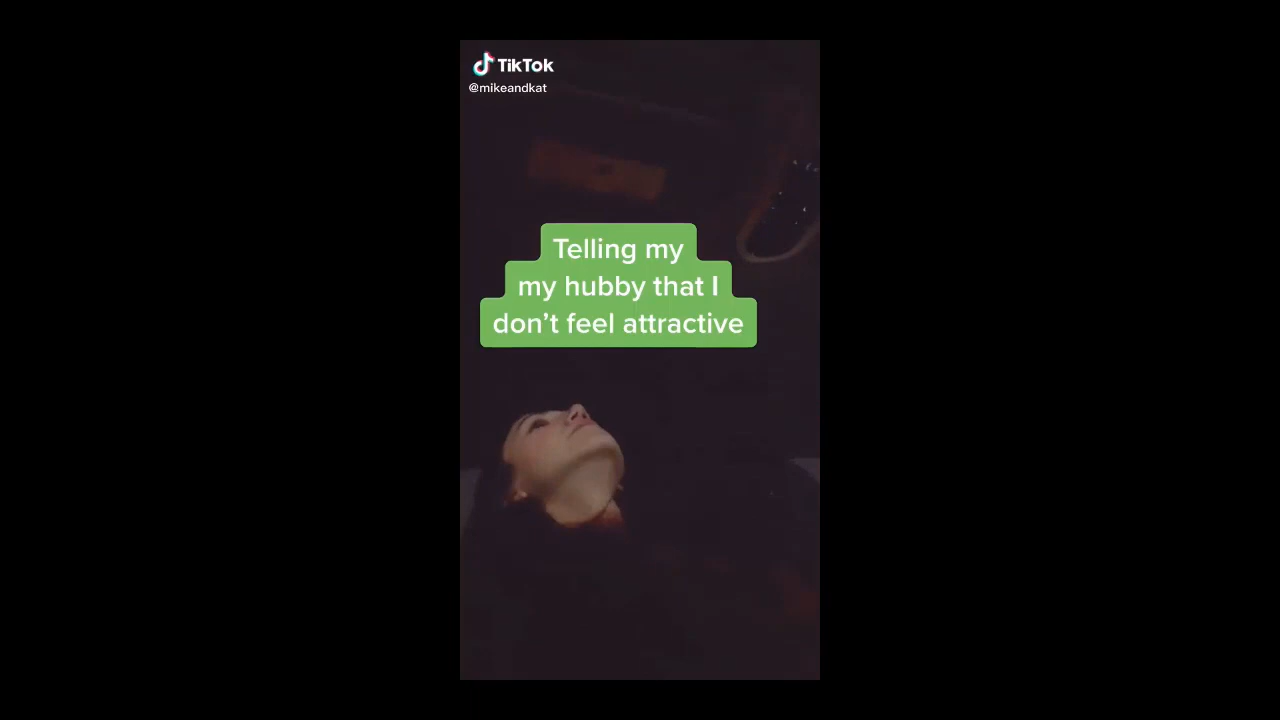 TikTok
@mikeandkat
Telling my
my hubby that I
don't feel attractive